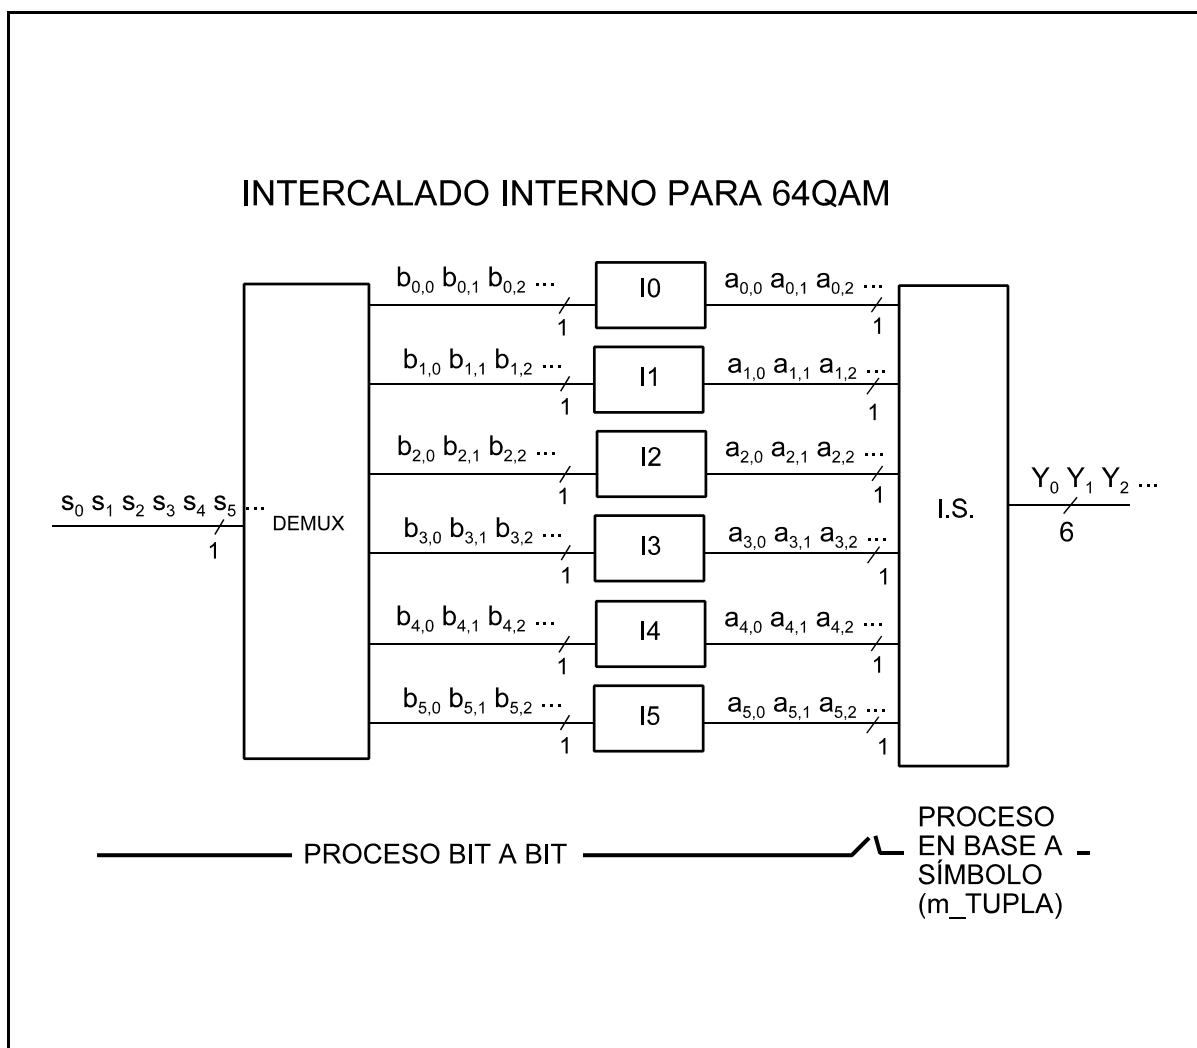 INTERCALADO INTERNO PARA 64QAM
b0,0 b0,1 b0,2 ...
1
I0
a0,0 a0,1 a0,2 ...
1
b1,0 b1,1 b1,2 ...
1
I1
a1,0 a1,1 a1,2 ...
1
b2,0 b2,1 b2,2 ...
1
I2
a2,0 a2,1 a2,2 ...
1
s0 s1 s2 s3 s4 s5 ...
1
DEMUX
b3,0 b3,1 b3,2 ...
1
I3
a3,0 a3,1 a3,2 ...
1
I.S.
Y0 Y1 Y2 ...
6
b4,0 b4,1 b4,2 ...
1
I4
a4,0 a4,1 a4,2 ...
1
b5,0 b5,1 b5,2 ...
1
I5
a5,0 a5,1 a5,2 ...
1
PROCESO BIT A BIT
PROCESO
EN BASE A
SÍMBOLO
(m_TUPLA)